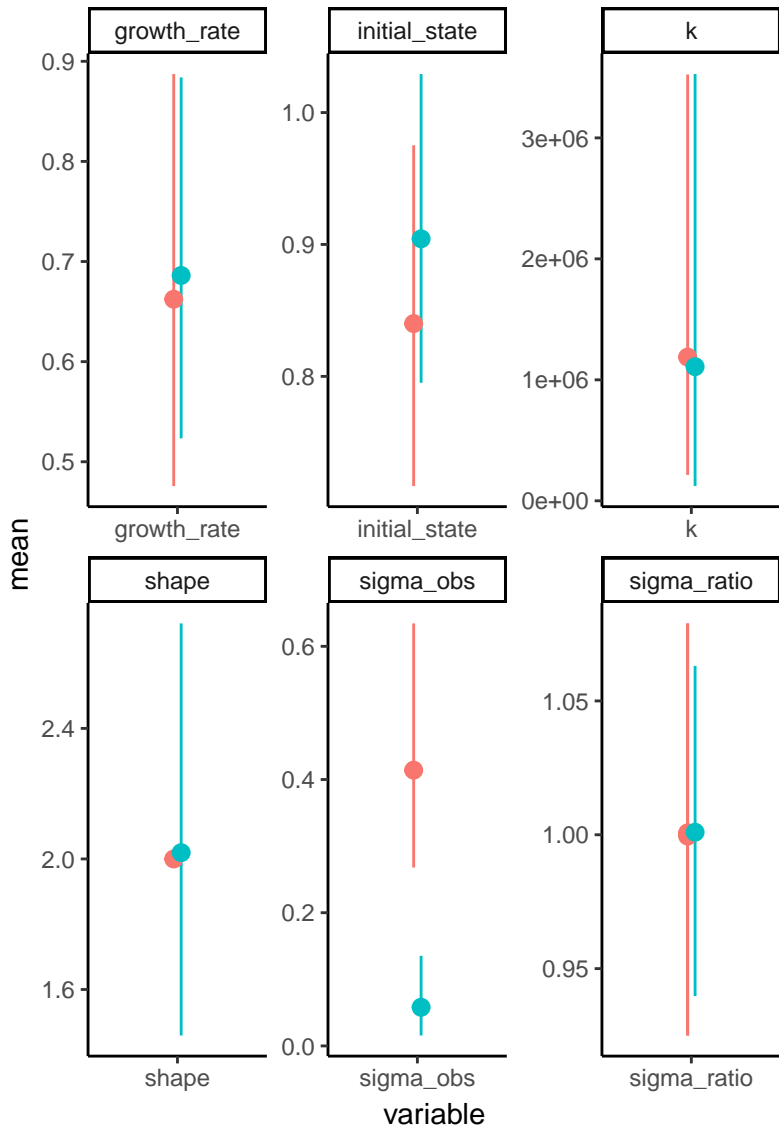 growth_rate
initial_state
k
0.9
0.8
0.7
0.6
0.5
1.0
0.9
0.8
3e+06
2e+06
1e+06
0e+00
growth_rate
initial_state
k
mean
shape
sigma_obs
sigma_ratio
2.4
2.0
1.6
0.6
0.4
0.2
0.0
1.05
1.00
0.95
shape
sigma_obs
sigma_ratio
variable